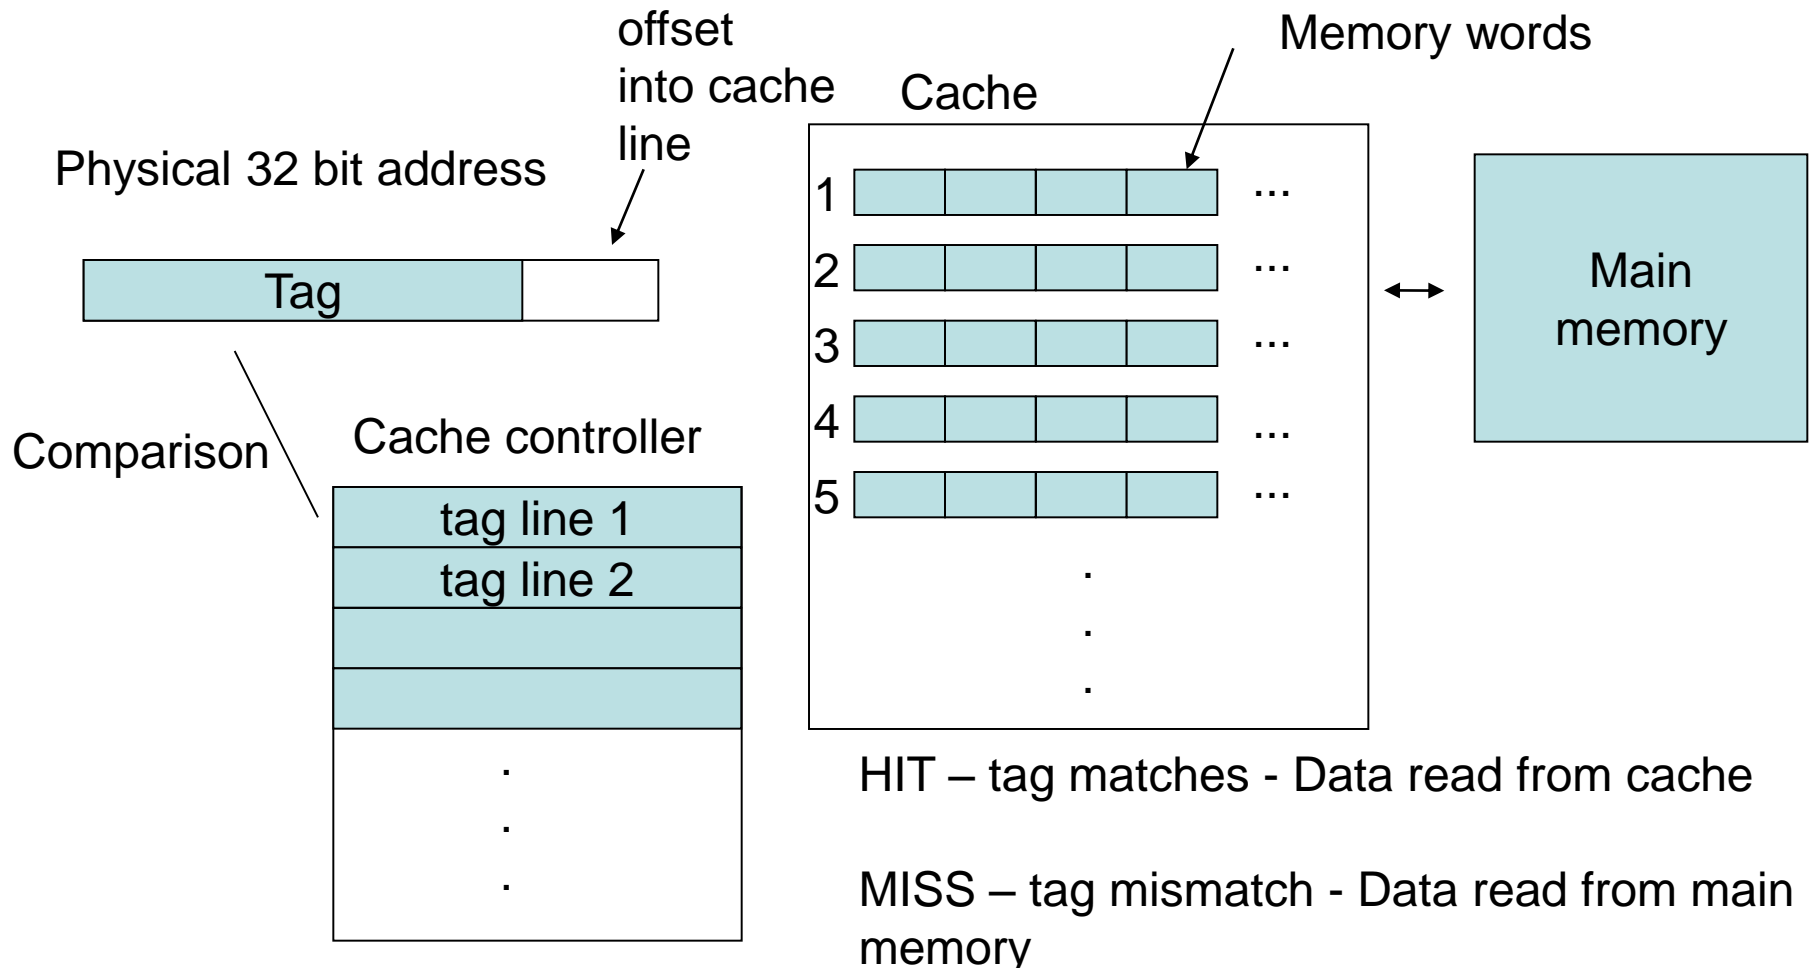 offset
into cache
line
Memory words
Cache
Physical 32 bit address
Tag
1 ...
2 ...
3 ...
4 ...
5 ...
.
.
.
Main
memory
Comparison
Cache controller
tag line 1
tag line 2
.
.
.
HIT – tag matches - Data read from cache
MISS – tag mismatch - Data read from main
memory